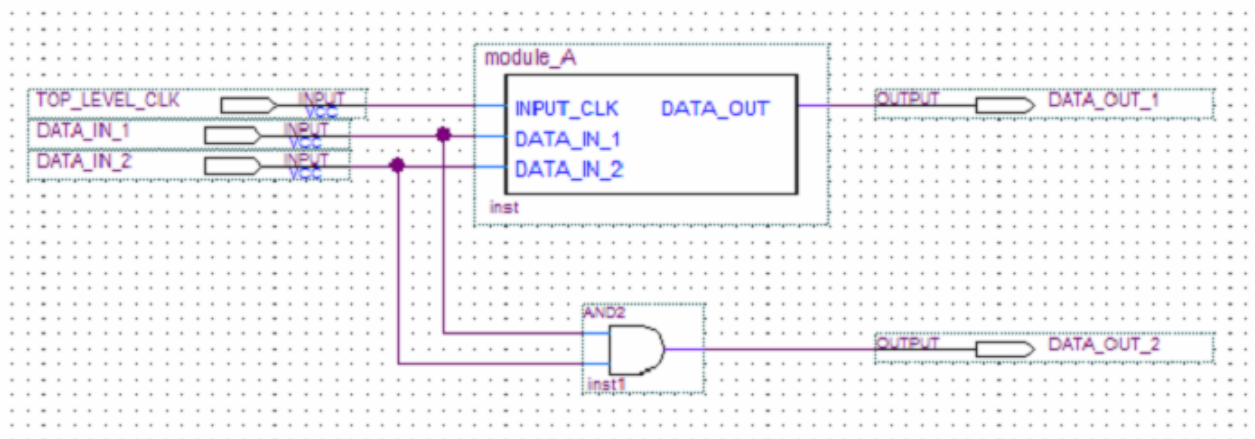 module_A
TOP_LEVEL_CLK INPUT VCC
INPUT_CLK DATA_OUT
OUTPUT DATA_OUT_1
DATA_IN_1 INPUT VCC
DATA_IN_1
DATA_IN_2 INPUT VCC
DATA_IN_2
inst
AND2
OUTPUT DATA_OUT_2
inst1